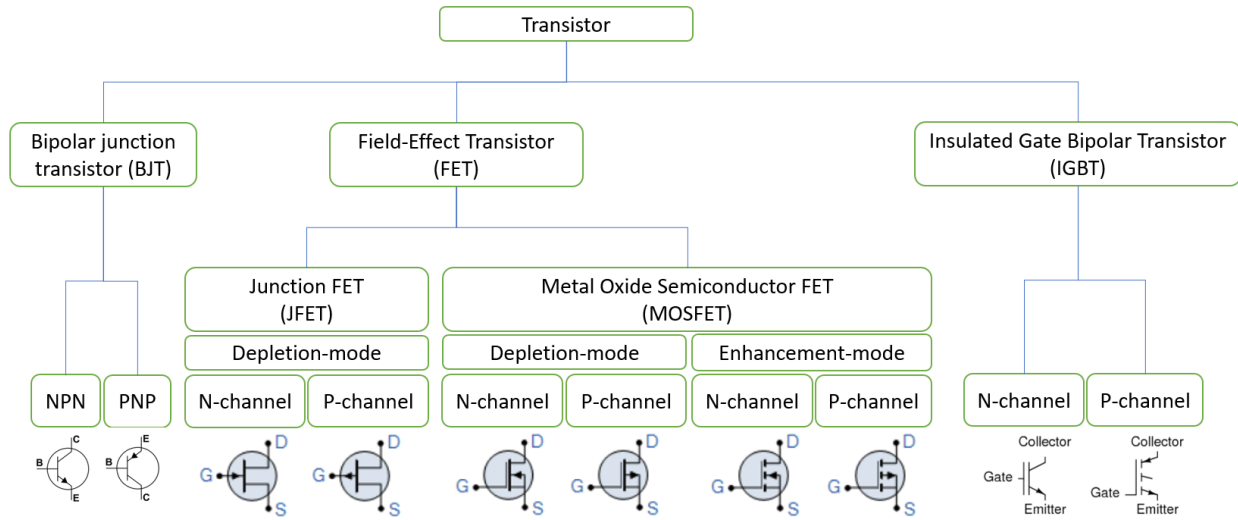 Transistor
Bipolar junction
transistor (BJT)
Field-Effect Transistor
(FET)
Insulated Gate Bipolar Transistor
(IGBT)
Junction FET
(JFET)
Metal Oxide Semiconductor FET
(MOSFET)
Depletion-mode
Depletion-mode
Enhancement-mode
NPN
PNP
N-channel
P-channel
N-channel
P-channel
N-channel
P-channel
N-channel
P-channel
C
B
E
E
B
C
D
G
S
D
G
S
D
G
S
D
G
S
D
G
S
D
G
S
Collector
Gate
Emitter
Collector
Gate
Emitter